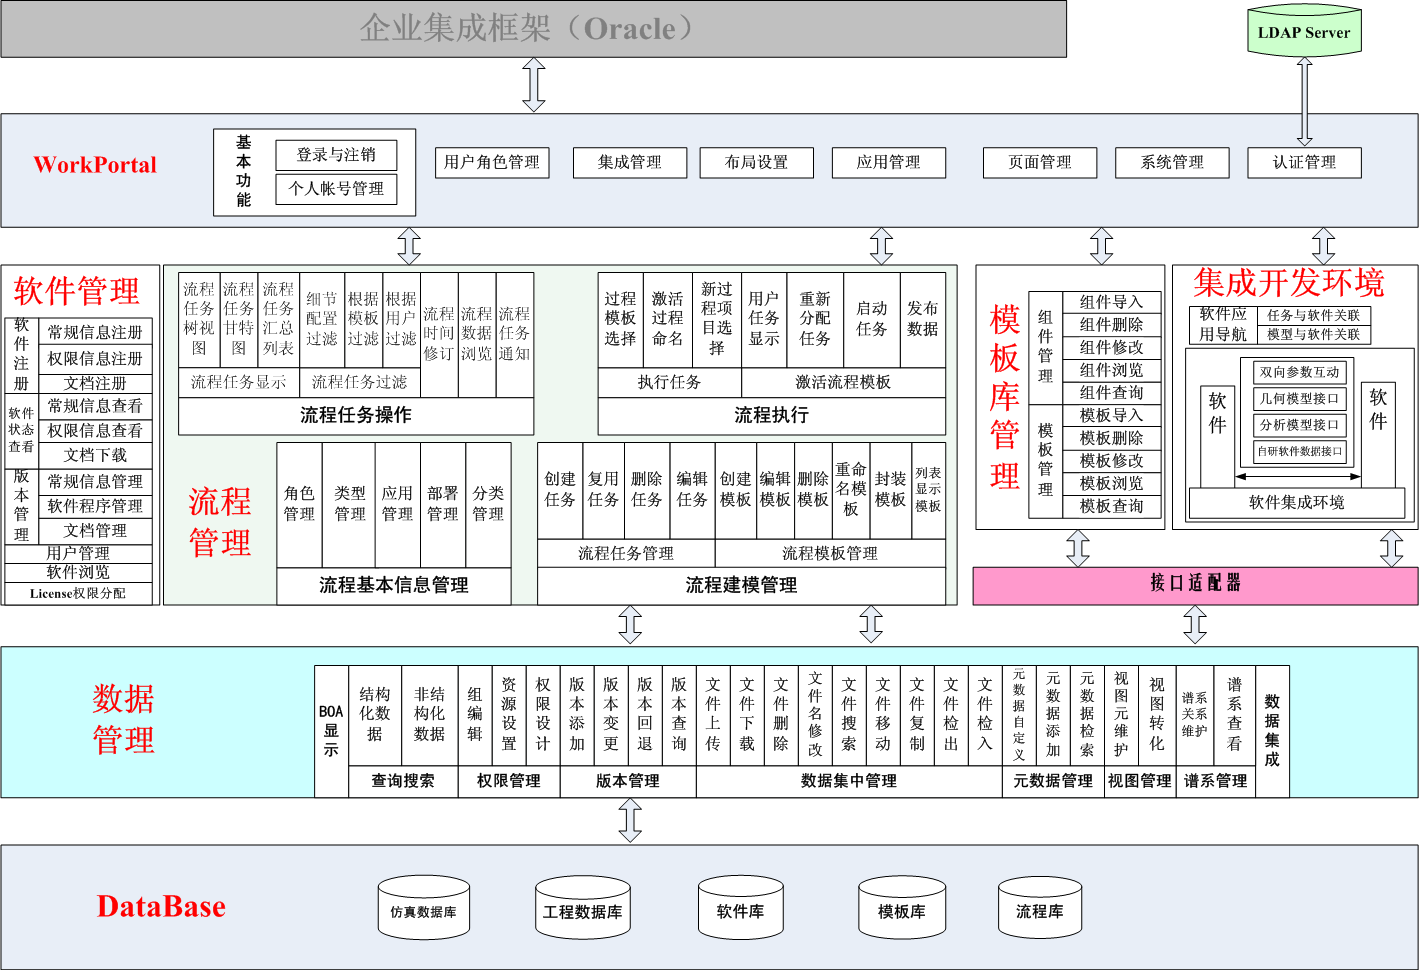 企业集成框架（Oracle）
LDAP Server
WorkPortal
基本功能
登录与注销
个人帐号管理
用户角色管理
集成管理
布局设置
应用管理
页面管理
系统管理
认证管理
软件管理
软件注册
常规信息注册
权限信息注册
文档注册
软件状态查看
常规信息查看
权限信息查看
文档下载
版本管理
常规信息管理
软件程序管理
文档管理
用户管理
软件浏览
License权限分配
流程管理
流程任务树视图
流程任务甘特图
流程任务汇总列表
细节配置过滤
根据模板过滤
根据用户过滤
流程时间修订
流程数据浏览
流程任务通知
流程任务显示
流程任务过滤
流程任务操作
过程模板选择
激活过程命名
新过程项目选择
用户任务显示
重新分配任务
启动任务
发布数据
执行任务
激活流程模板
流程执行
角色管理
类型管理
应用管理
部署管理
分类管理
流程基本信息管理
创建任务
复用任务
删除任务
编辑任务
创建模板
编辑模板
删除模板
重命名模板
封装模板
列表显示模板
流程任务管理
流程模板管理
流程建模管理
模板库管理
组件管理
组件导入
组件删除
组件修改
组件浏览
组件查询
模板管理
模板导入
模板删除
模板修改
模板浏览
模板查询
集成开发环境
软件应用导航
任务与软件关联
模型与软件关联
软件
双向参数互动
几何模型接口
分析模型接口
自研软件数据接口
软件
软件集成环境
接口适配器
数据管理
BOA显示
结构化数据
非结构化数据
查询搜索
组编辑
资源设置
权限设计
权限管理
版本添加
版本变更
版本回退
版本查询
版本管理
文件上传
文件下载
文件删除
文件名修改
文件搜索
文件移动
文件复制
文件检出
文件检入
数据集中管理
元数据自定义
元数据添加
元数据检索
元数据管理
视图元维护
视图转化
视图管理
谱系关系维护
谱系查看
谱系管理
数据集成
DataBase
仿真数据库
工程数据库
软件库
模板库
流程库